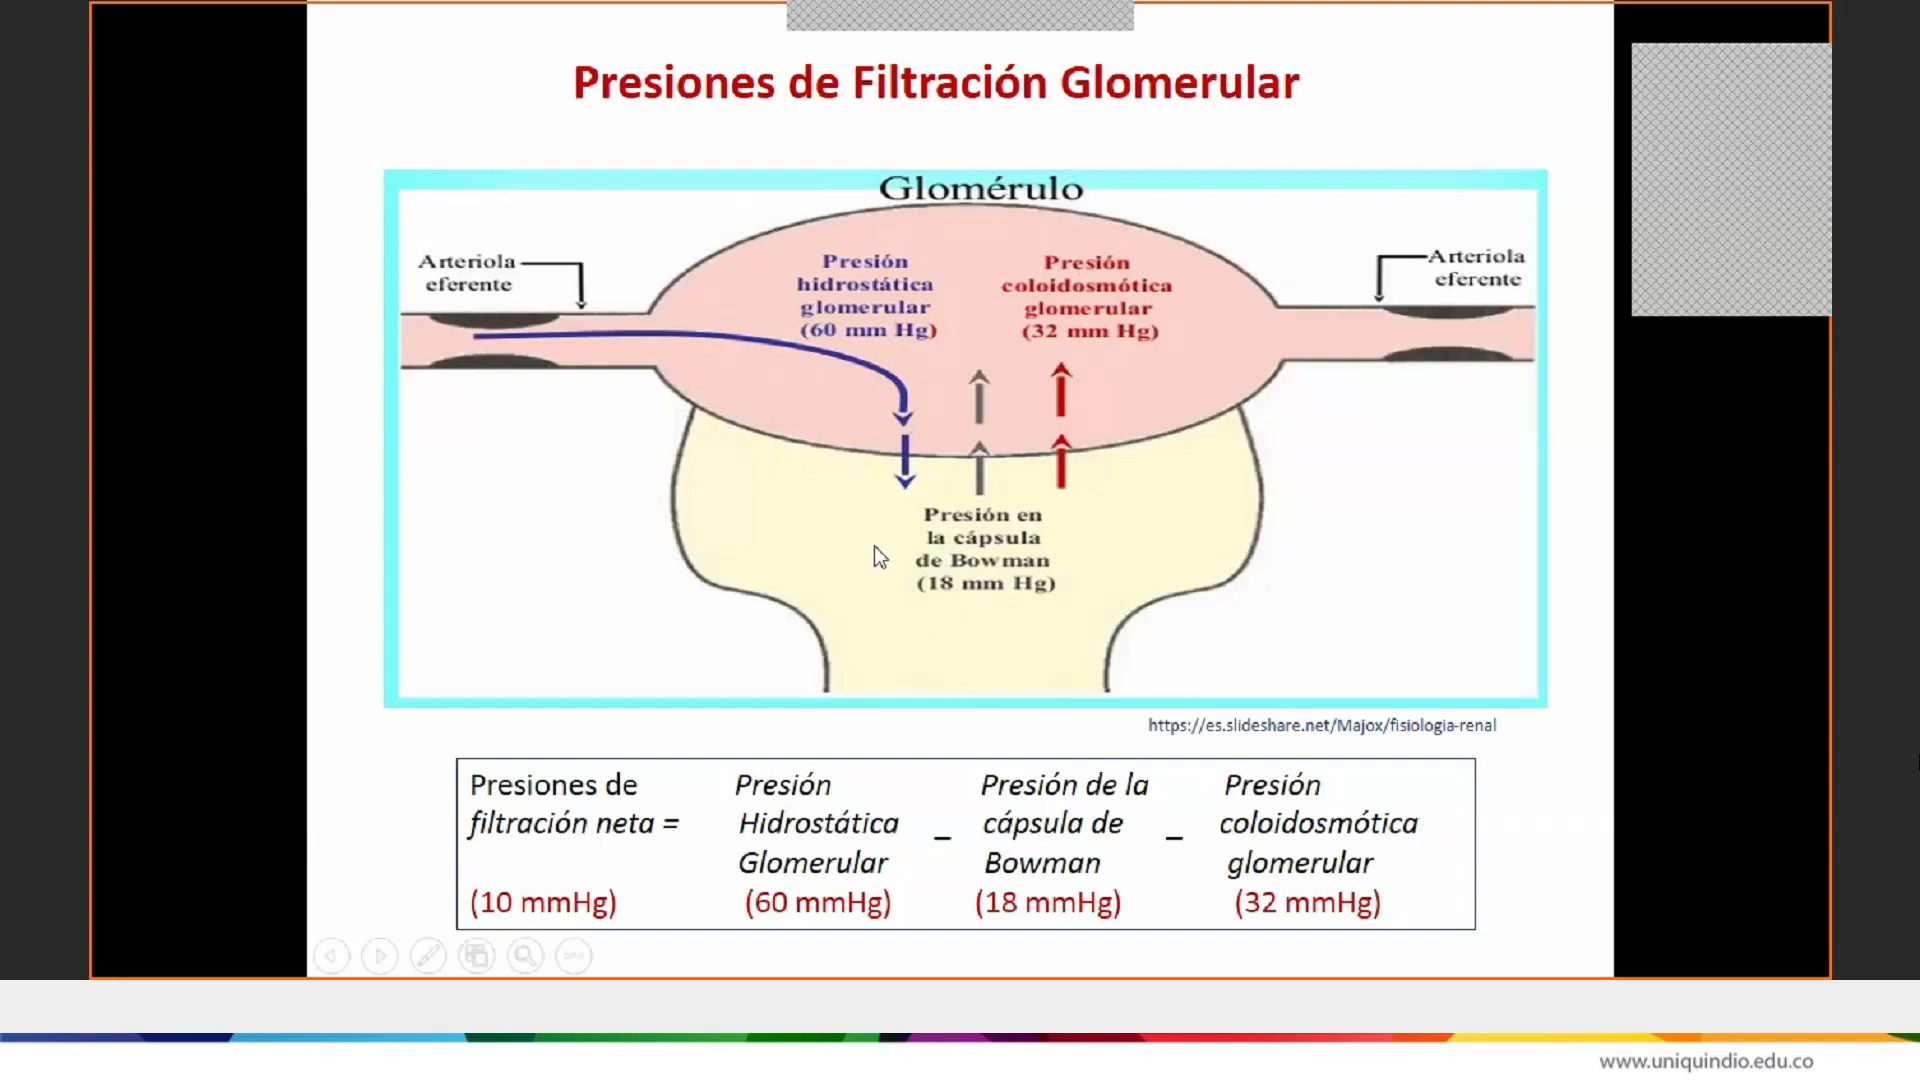 Presiones de Filtración Glomerular
Glomérulo
Arteriola
eferente
Presión
hidrostática
glomerular
(60 mm Hg)
Presión
coloidosmótica
glomerular
(32 mm Hg)
Arteriola
eferente
Presión en
la cápsula
de Bowman
(18 mm Hg)
https://es.slideshare.net/Majox/fisiologia-renal
Presiones de Presión Presión de la Presión
filtración neta = Hidrostática _ cápsula de _ coloidosmótica
Glomerular Bowman glomerular
(10 mmHg) (60 mmHg) (18 mmHg) (32 mmHg)
www.uniquindio.edu.co